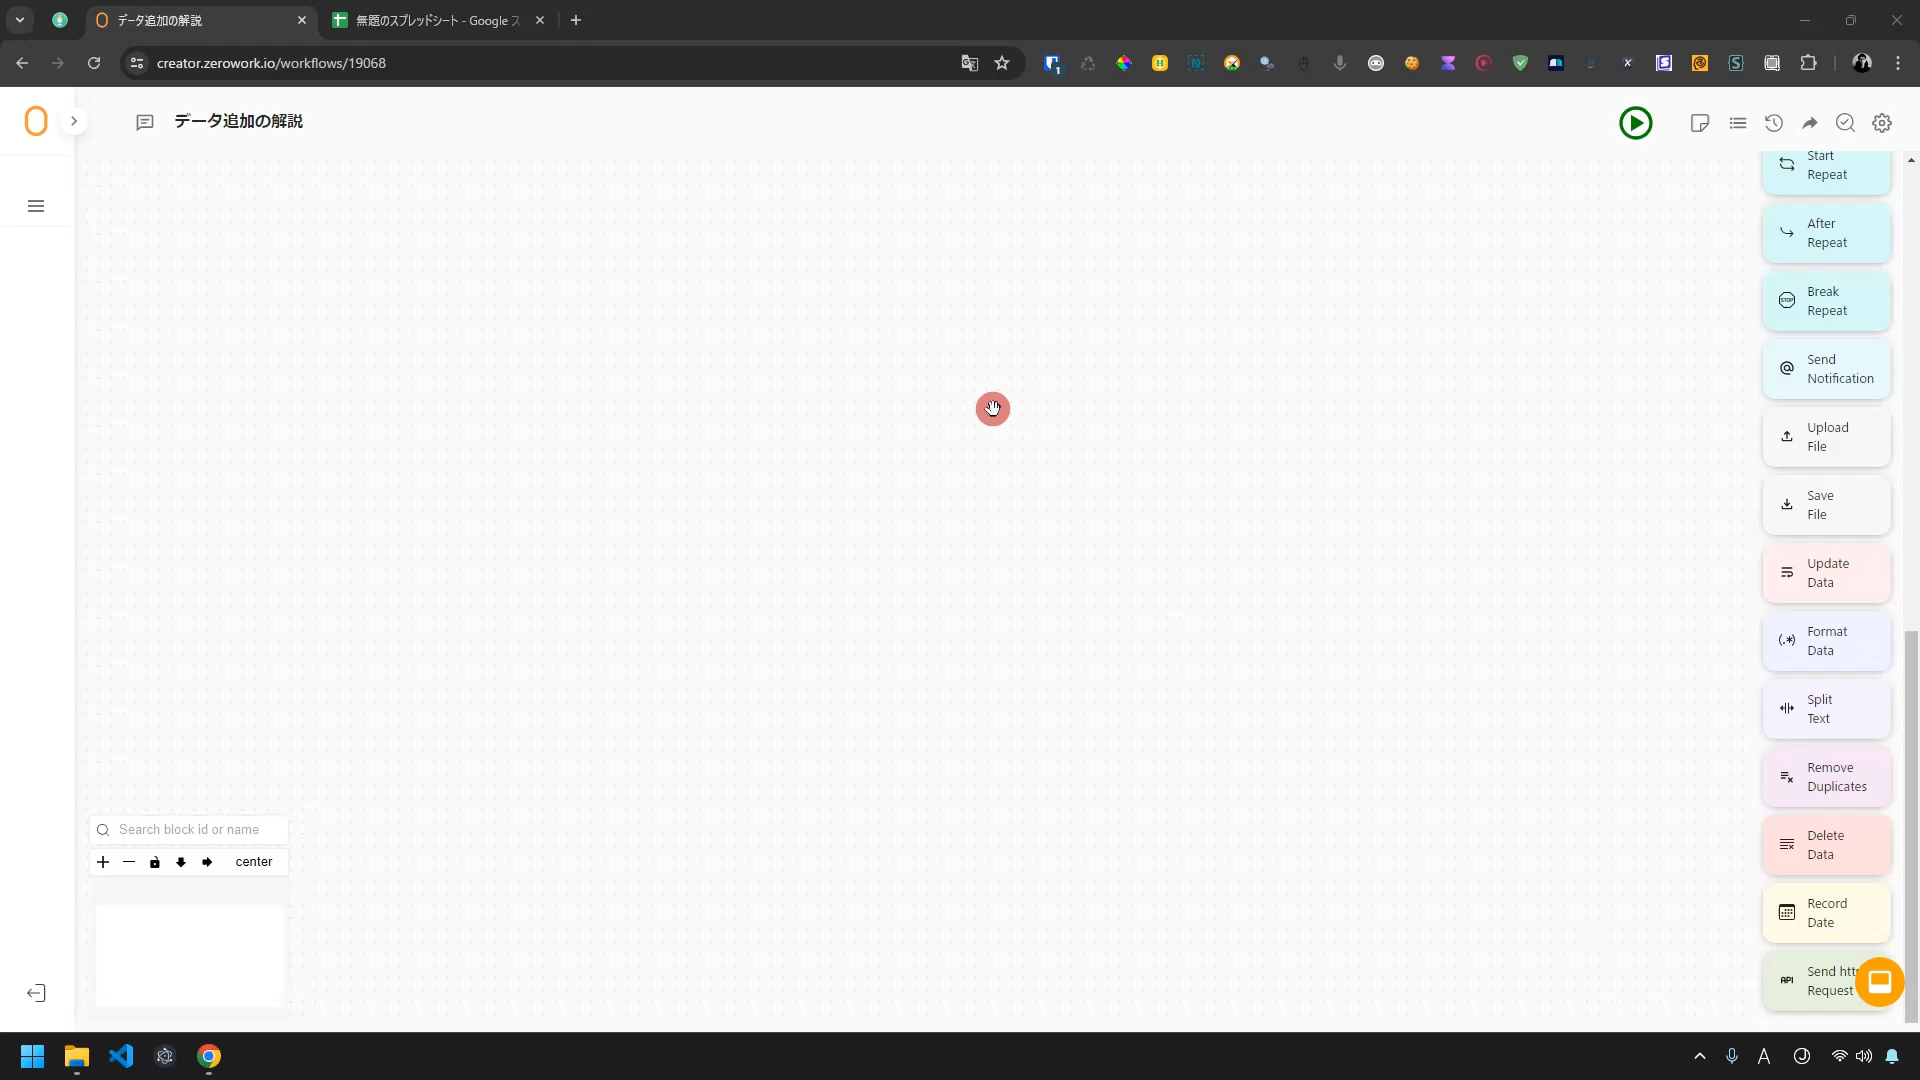 データ追加の解説
無題のスプレッドシート - Google ス
creator.zerowork.io/workflows/19068
1
データ追加の解説
Start
Repeat
After
Repeat
STOP
Break
Repeat
Send
Notification
Upload
File
Save
File
Update
Data
Format
Data
(.*)
Split
Text
Remove
Duplicates
Delete
Data
Record
Date
API
Send htt
Request
Search block id or name
center
A